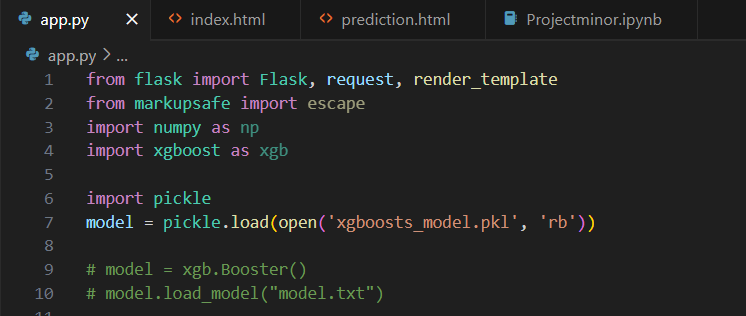 app.py × index.html prediction.html Projectminor.ipynb
app.py > ...
1 from flask import Flask, request, render_template
2 from markupsafe import escape
3 import numpy as np
4 import xgboost as xgb
5
6 import pickle
7 model = pickle.load(open('xgboosts_model.pkl', 'rb'))
8
9 # model = xgb.Booster()
10 # model.load_model("model.txt")
11